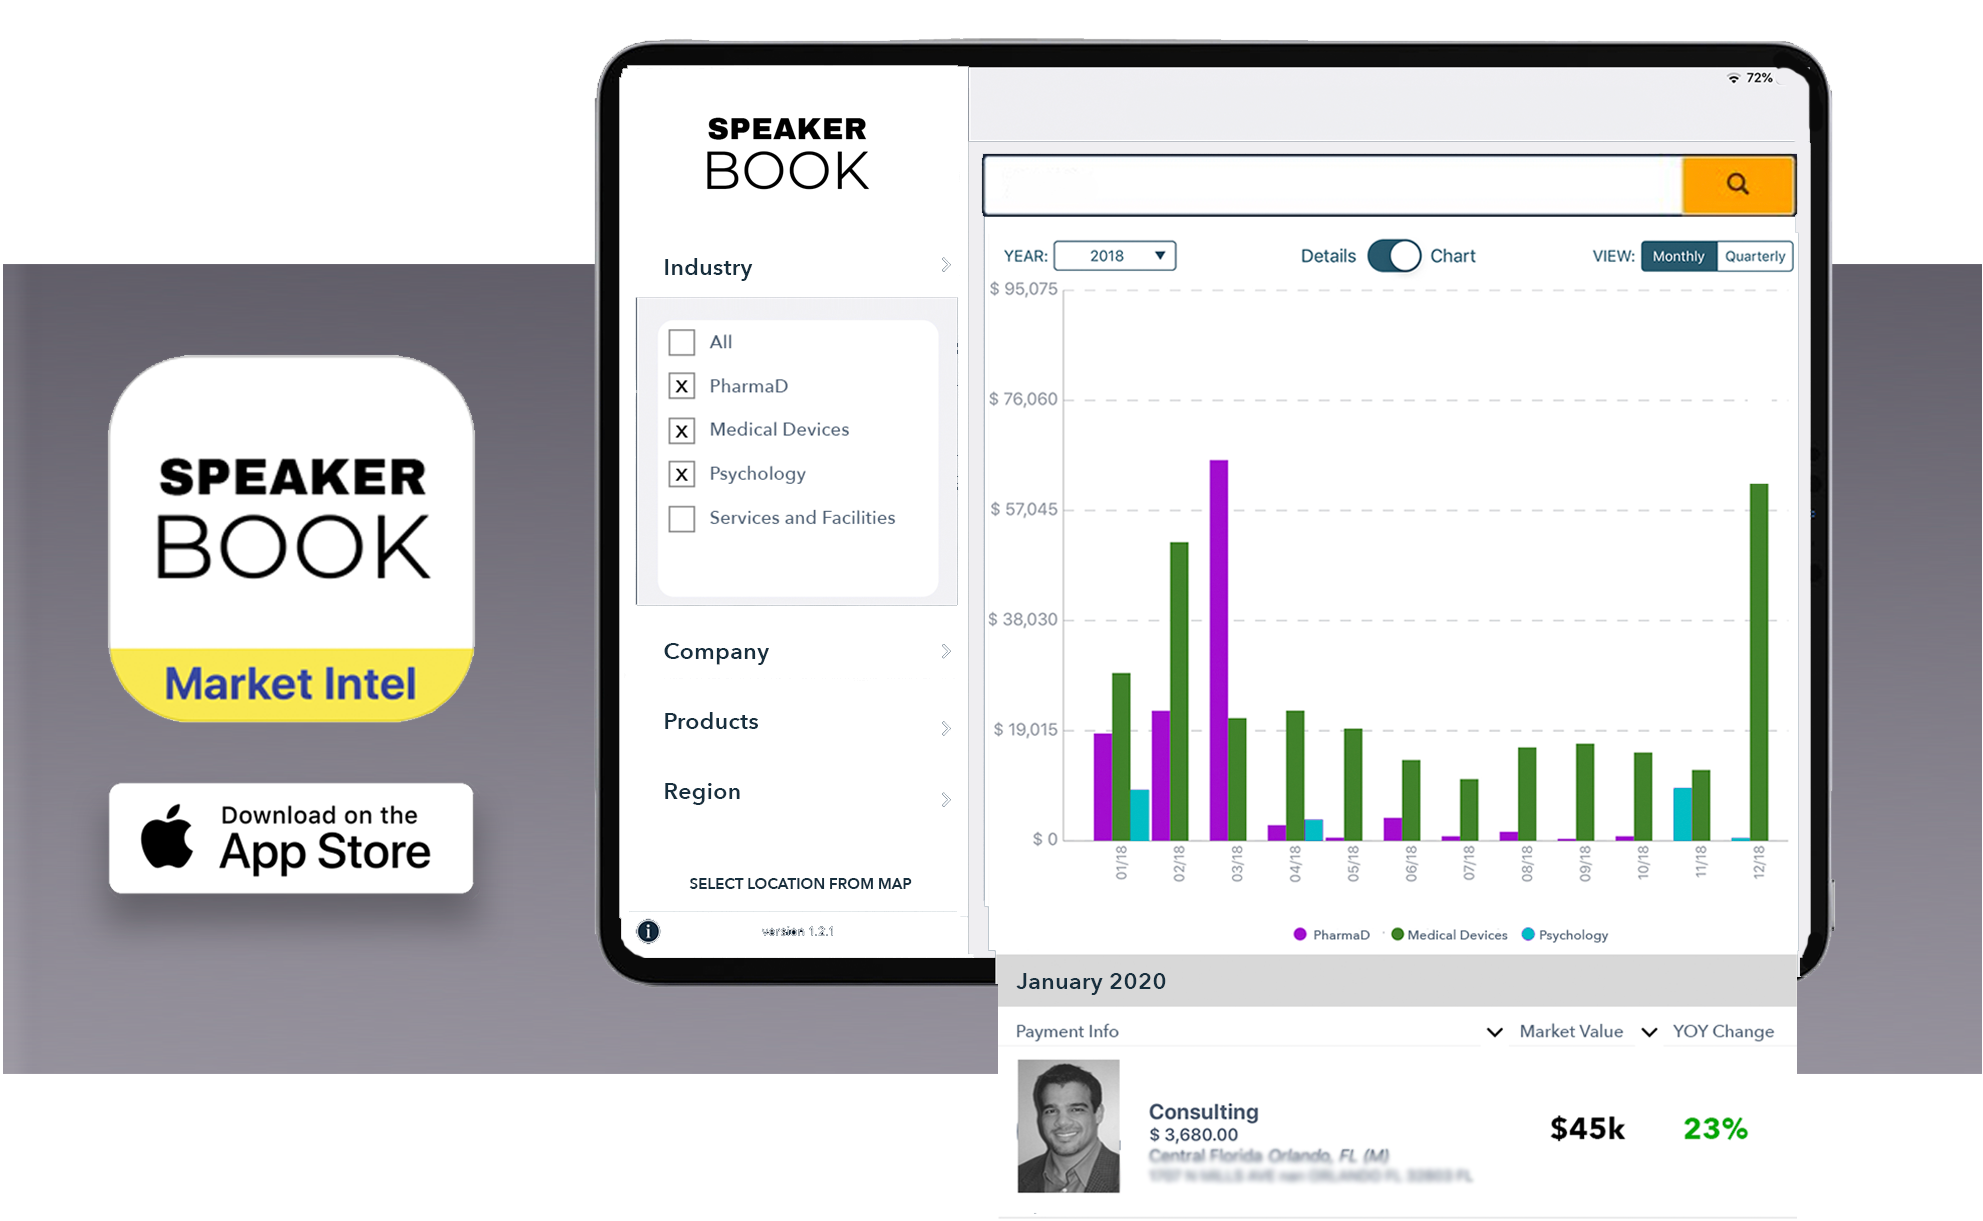 SPEAKER
BOOK
Market Intel
Download on the
App Store
72%
SPEAKER
BOOK
Industry
All
X PharmaD
X Medical Devices
X Psychology
Services and Facilities
Company
Products
Region
SELECT LOCATION FROM MAP
i version 1.2.1
YEAR: 2018 Details Chart VIEW: Monthly Quarterly
$ 95,075
$ 76,060
$ 57,045
$ 38,030
$ 19,015
$ 0
01/18 02/18 03/18 04/18 05/18 06/18 07/18 08/18 09/18 10/18 11/18 12/18
PharmaD Medical Devices Psychology
January 2020
Payment Info Market Value YOY Change
Consulting
$ 3,680.00
Central Florida Orlando, FL (M)
$45k 23%